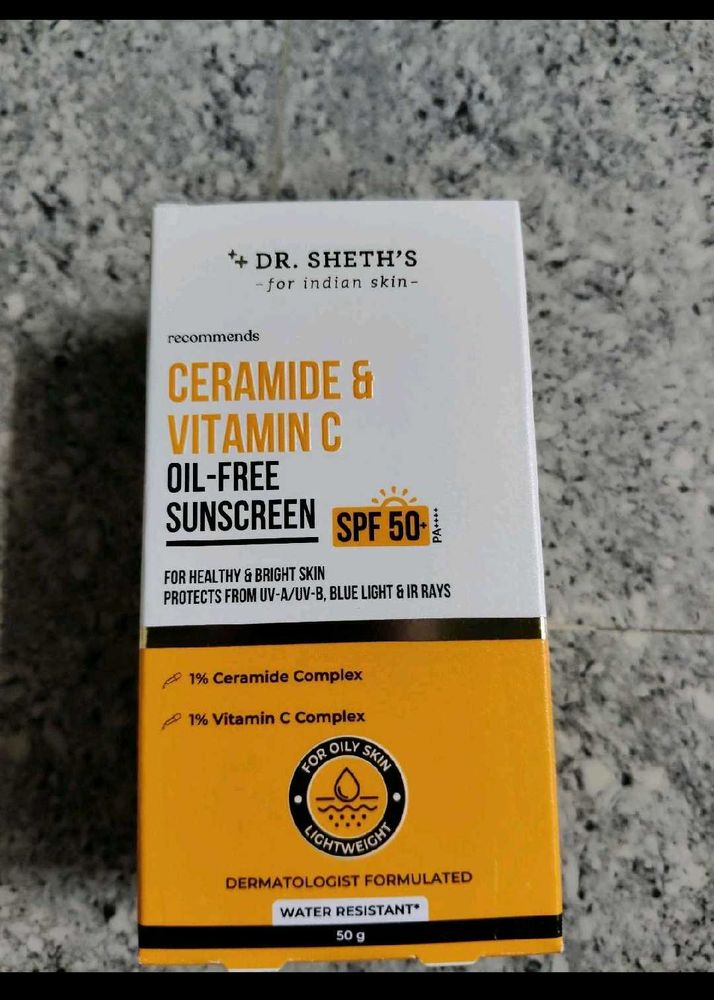 DR. SHETH'S
-for indian skin-
recommends
CERAMIDE &
VITAMIN C
OIL-FREE
SUNSCREEN
SPF 50+
PA++++
FOR HEALTHY & BRIGHT SKIN
PROTECTS FROM UV-A/UV-B, BLUE LIGHT & IR RAYS
1% Ceramide Complex
1% Vitamin C Complex
FOR OILY SKIN
LIGHTWEIGHT
DERMATOLOGIST FORMULATED
WATER RESISTANT*
50 g